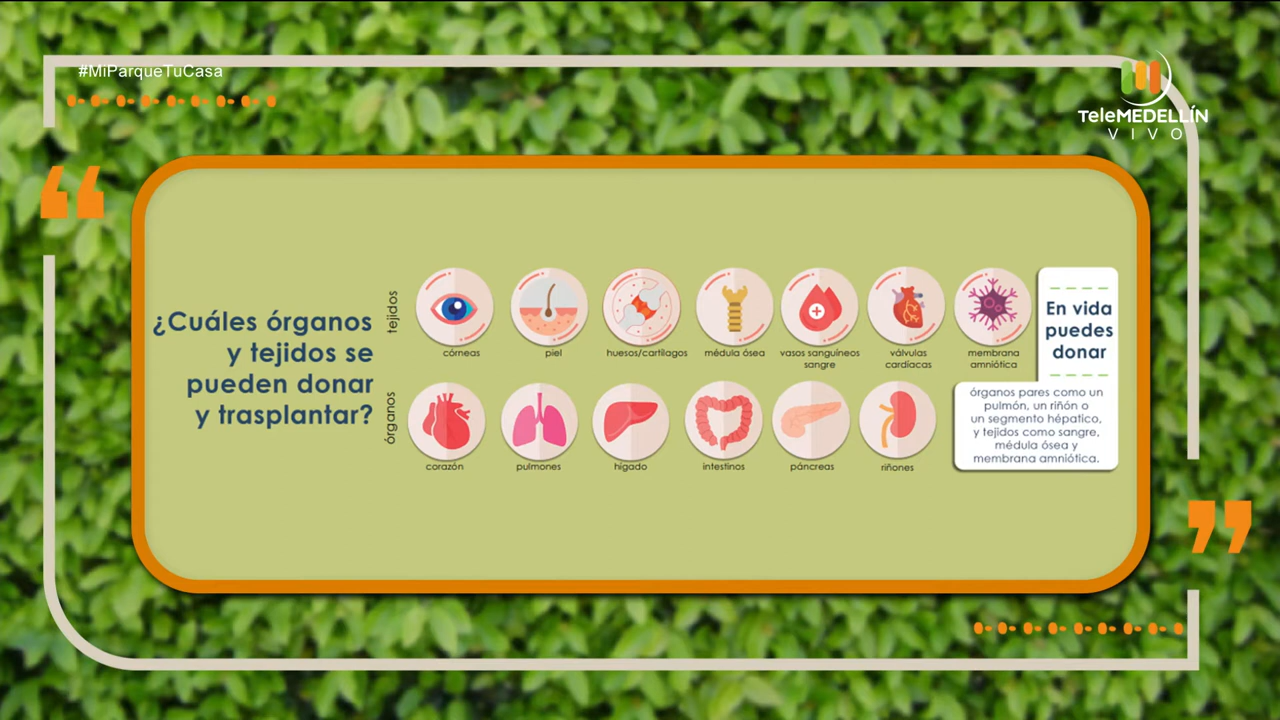 #MiParqueTuCasa
TeleMEDELLÍN
VIVO
“
¿Cuáles órganos
y tejidos se
pueden donar
y trasplantar?
tejidos
córneas
piel
huesos/cartílagos
médula ósea
vasos sanguíneos
sangre
válvulas
cardíacas
membrana
amniótica
órganos
corazón
pulmones
hígado
intestinos
páncreas
riñones
En vida
puedes
donar
órganos pares como un
pulmón, un riñón o
un segmento hépatico,
y tejidos como sangre,
médula ósea y
membrana amniótica.
”